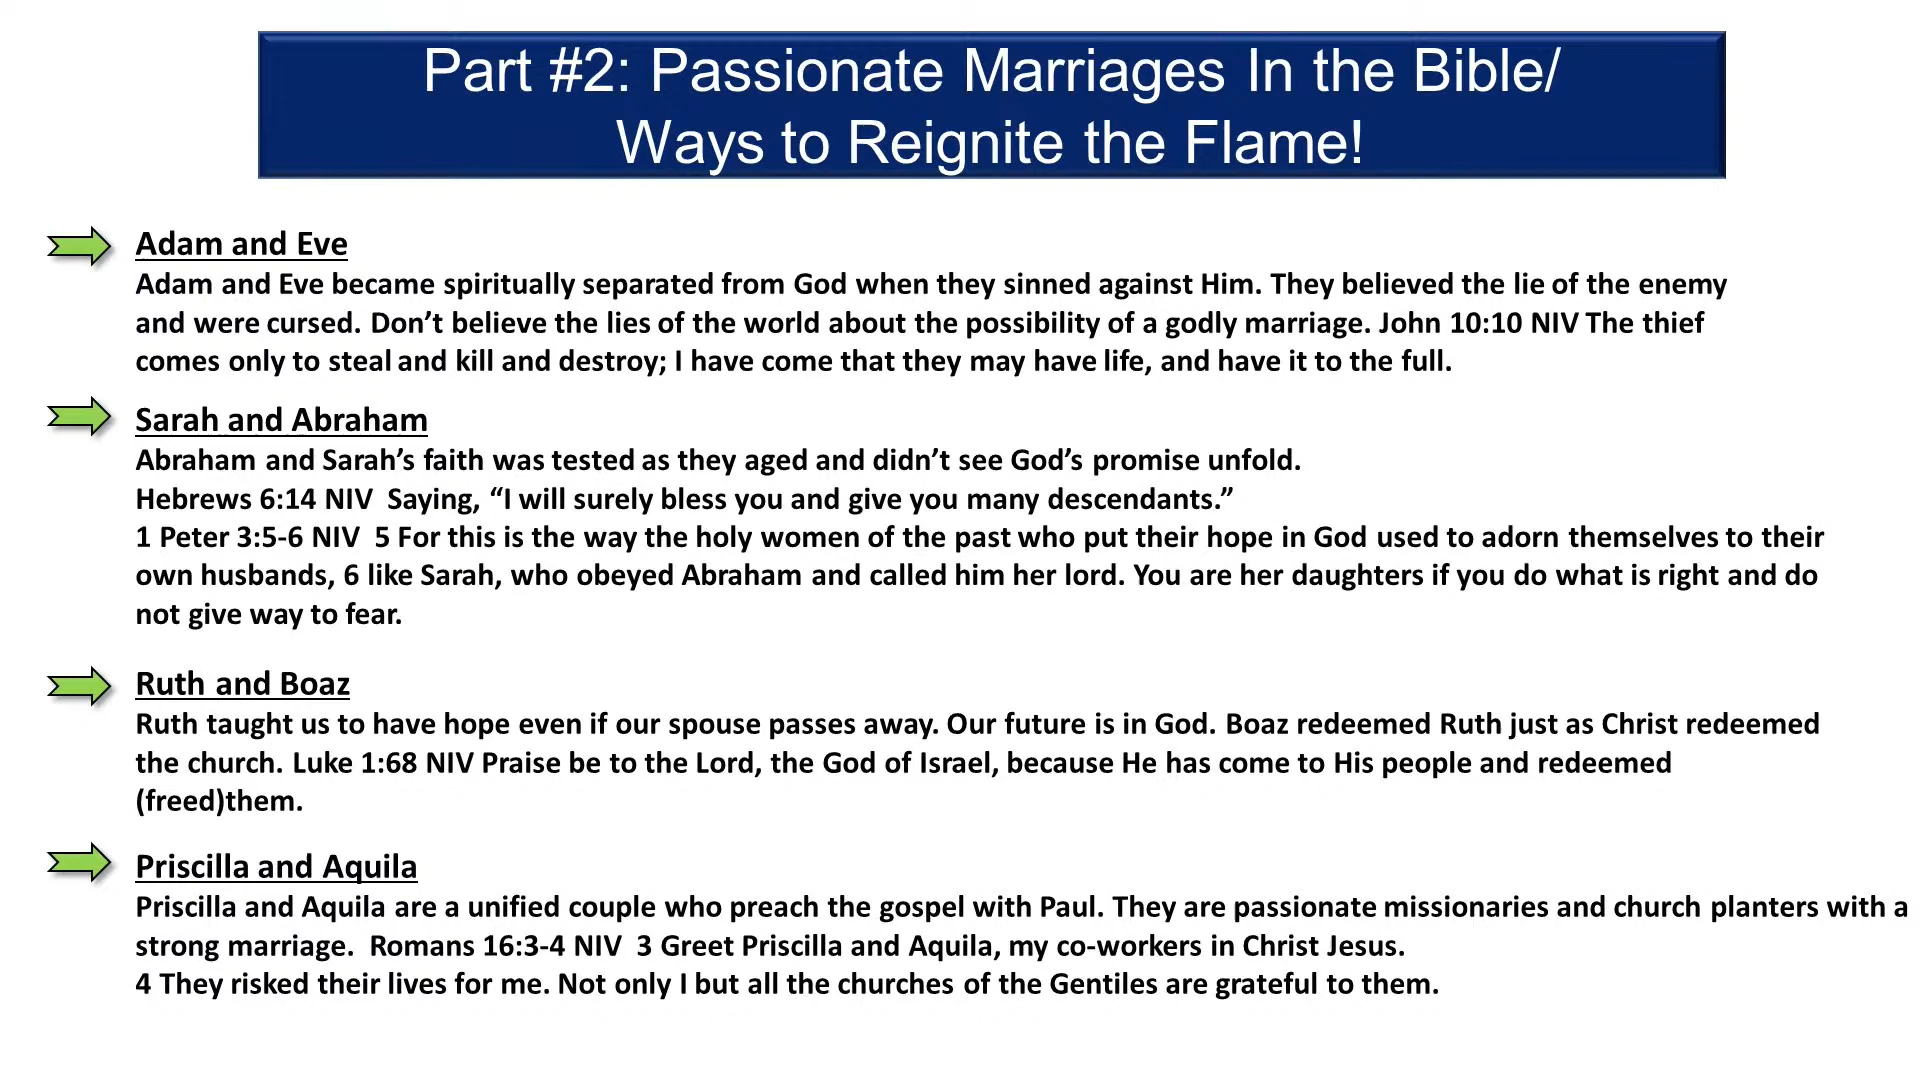 Part #2: Passionate Marriages In the Bible/
Ways to Reignite the Flame!
Adam and Eve
Adam and Eve became spiritually separated from God when they sinned against Him. They believed the lie of the enemy
and were cursed. Don’t believe the lies of the world about the possibility of a godly marriage. John 10:10 NIV The thief
comes only to steal and kill and destroy; I have come that they may have life, and have it to the full.
Sarah and Abraham
Abraham and Sarah’s faith was tested as they aged and didn’t see God’s promise unfold.
Hebrews 6:14 NIV  Saying, “I will surely bless you and give you many descendants.”
1 Peter 3:5-6 NIV  5 For this is the way the holy women of the past who put their hope in God used to adorn themselves to their
own husbands, 6 like Sarah, who obeyed Abraham and called him her lord. You are her daughters if you do what is right and do
not give way to fear.
Ruth and Boaz
Ruth taught us to have hope even if our spouse passes away. Our future is in God. Boaz redeemed Ruth just as Christ redeemed
the church. Luke 1:68 NIV Praise be to the Lord, the God of Israel, because He has come to His people and redeemed
(freed)them.
Priscilla and Aquila
Priscilla and Aquila are a unified couple who preach the gospel with Paul. They are passionate missionaries and church planters with a
strong marriage.  Romans 16:3-4 NIV  3 Greet Priscilla and Aquila, my co-workers in Christ Jesus.
4 They risked their lives for me. Not only I but all the churches of the Gentiles are grateful to them.